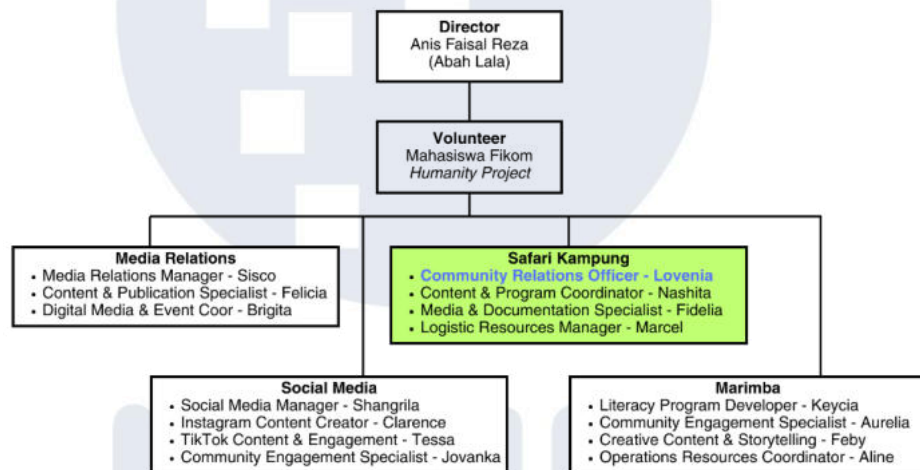 Director
Anis Faisal Reza
(Abah Lala)
Volunteer
Mahasiswa Fikom
Humanity Project
Media Relations
• Media Relations Manager - Sisco
• Content & Publication Specialist - Felicia
• Digital Media & Event Coor - Brigita
Safari Kampung
• Community Relations Officer - Lovenia
• Content & Program Coordinator - Nashita
• Media & Documentation Specialist - Fidelia
• Logistic Resources Manager - Marcel
Social Media
• Social Media Manager - Shangrila
• Instagram Content Creator - Clarence
• TikTok Content & Engagement - Tessa
• Community Engagement Specialist - Jovanka
Marimba
• Literacy Program Developer - Keycia
• Community Engagement Specialist - Aurelia
• Creative Content & Storytelling - Feby
• Operations Resources Coordinator - Aline